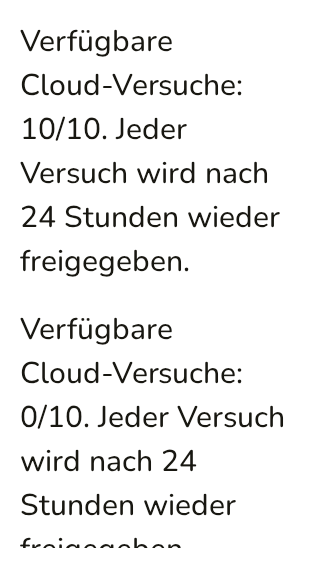 Verfügbare
Cloud-Versuche:
10/10. Jeder
Versuch wird nach
24 Stunden wieder
freigegeben.
Verfügbare
Cloud-Versuche:
0/10. Jeder Versuch
wird nach 24
Stunden wieder
freigegeben